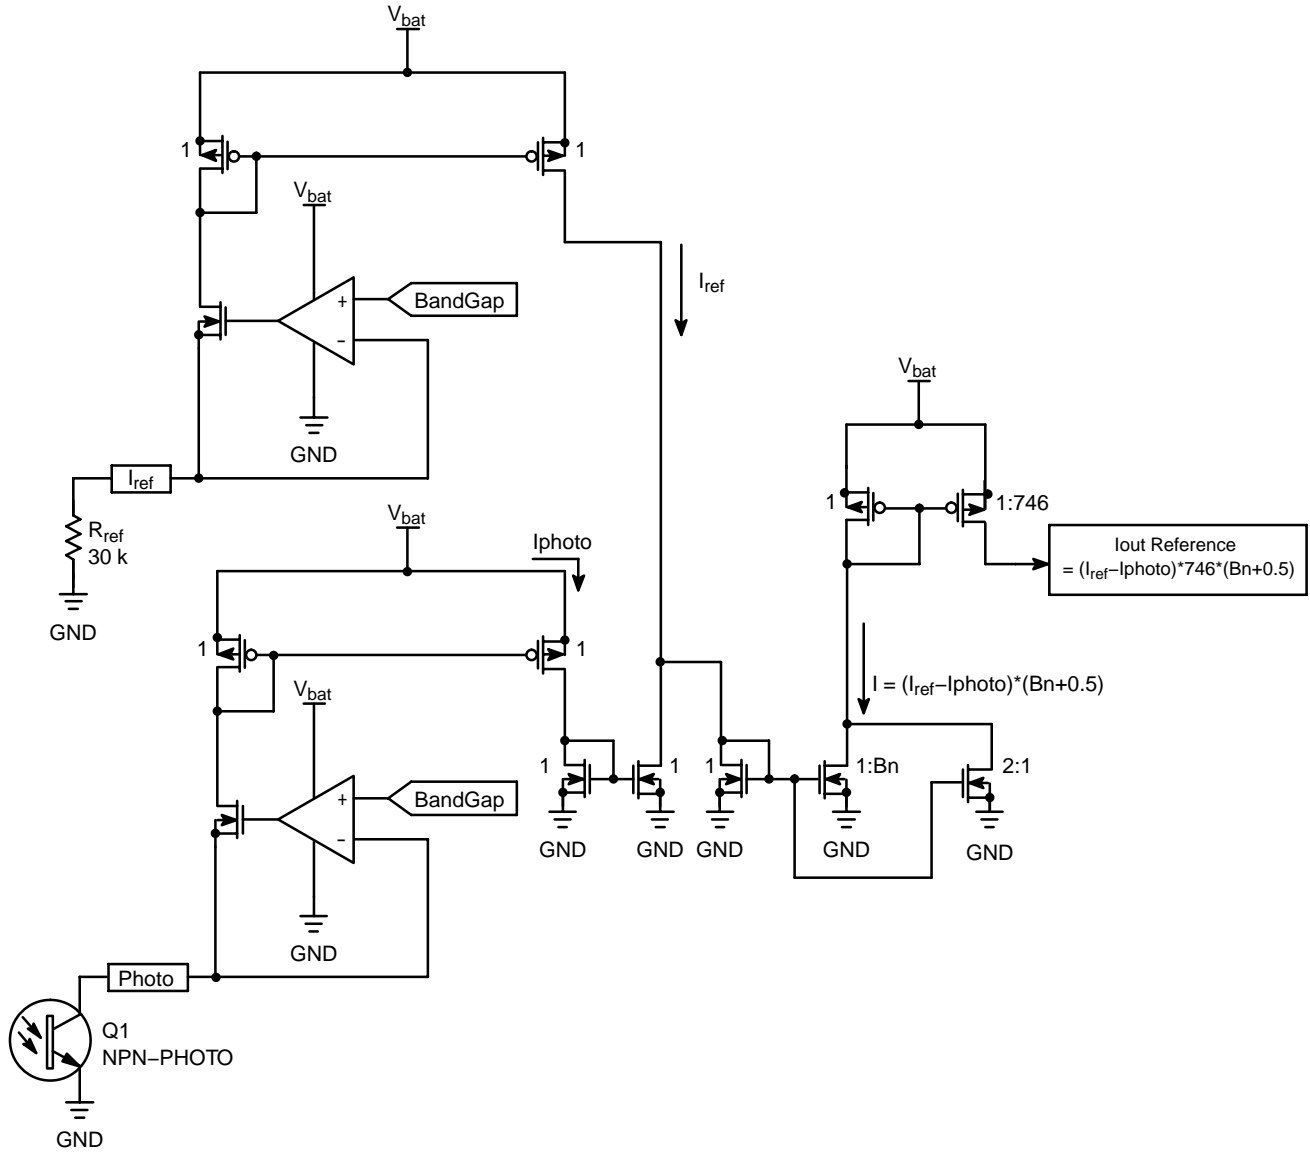 Vbat
1
1
Vbat
BandGap
+
−
Iref
GND
Vbat
Iref
Rref
30 k
GND
Vbat
Iphoto
1
1:746
Iout Reference
= (Iref−Iphoto)*746*(Bn+0.5)
1
1
Vbat
I = (Iref−Iphoto)*(Bn+0.5)
BandGap
+
−
1
1
1
1:Bn
2:1
GND
GND
GND
GND
GND
GND
Photo
Q1
NPN−PHOTO
GND